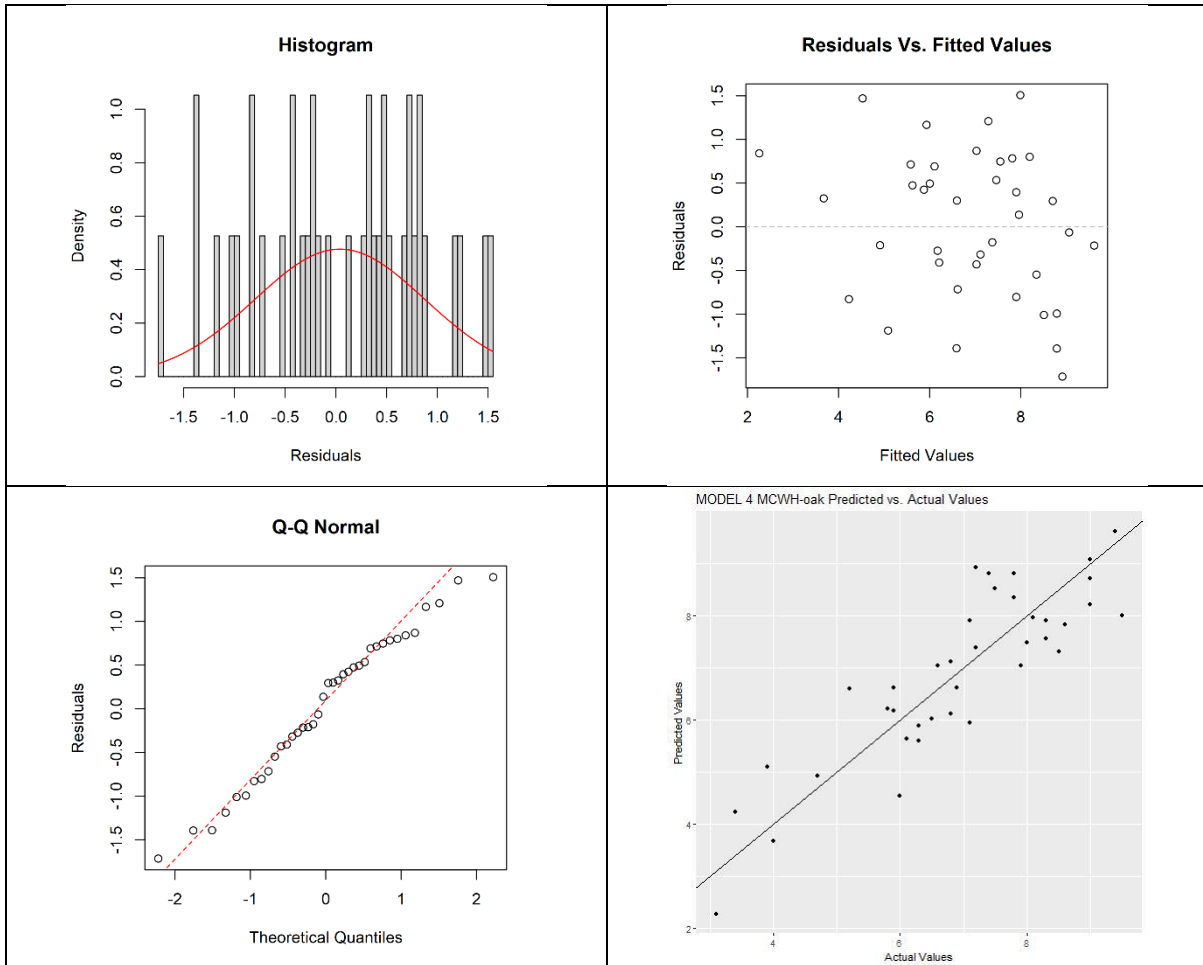 Histogram
Density
0.0 0.2 0.4 0.6 0.8 1.0
-1.5 -1.0 -0.5 0.0 0.5 1.0 1.5
Residuals
Residuals Vs. Fitted Values
Residuals
-1.5 -1.0 -0.5 0.0 0.5 1.0 1.5
2 4 6 8
Fitted Values
Q-Q Normal
Residuals
-1.5 -1.0 -0.5 0.0 0.5 1.0 1.5
-2 -1 0 1 2
Theoretical Quantiles
MODEL 4 MCWH-oak Predicted vs. Actual Values
Predicted Values
8
6
4
2
4 6 8
Actual Values